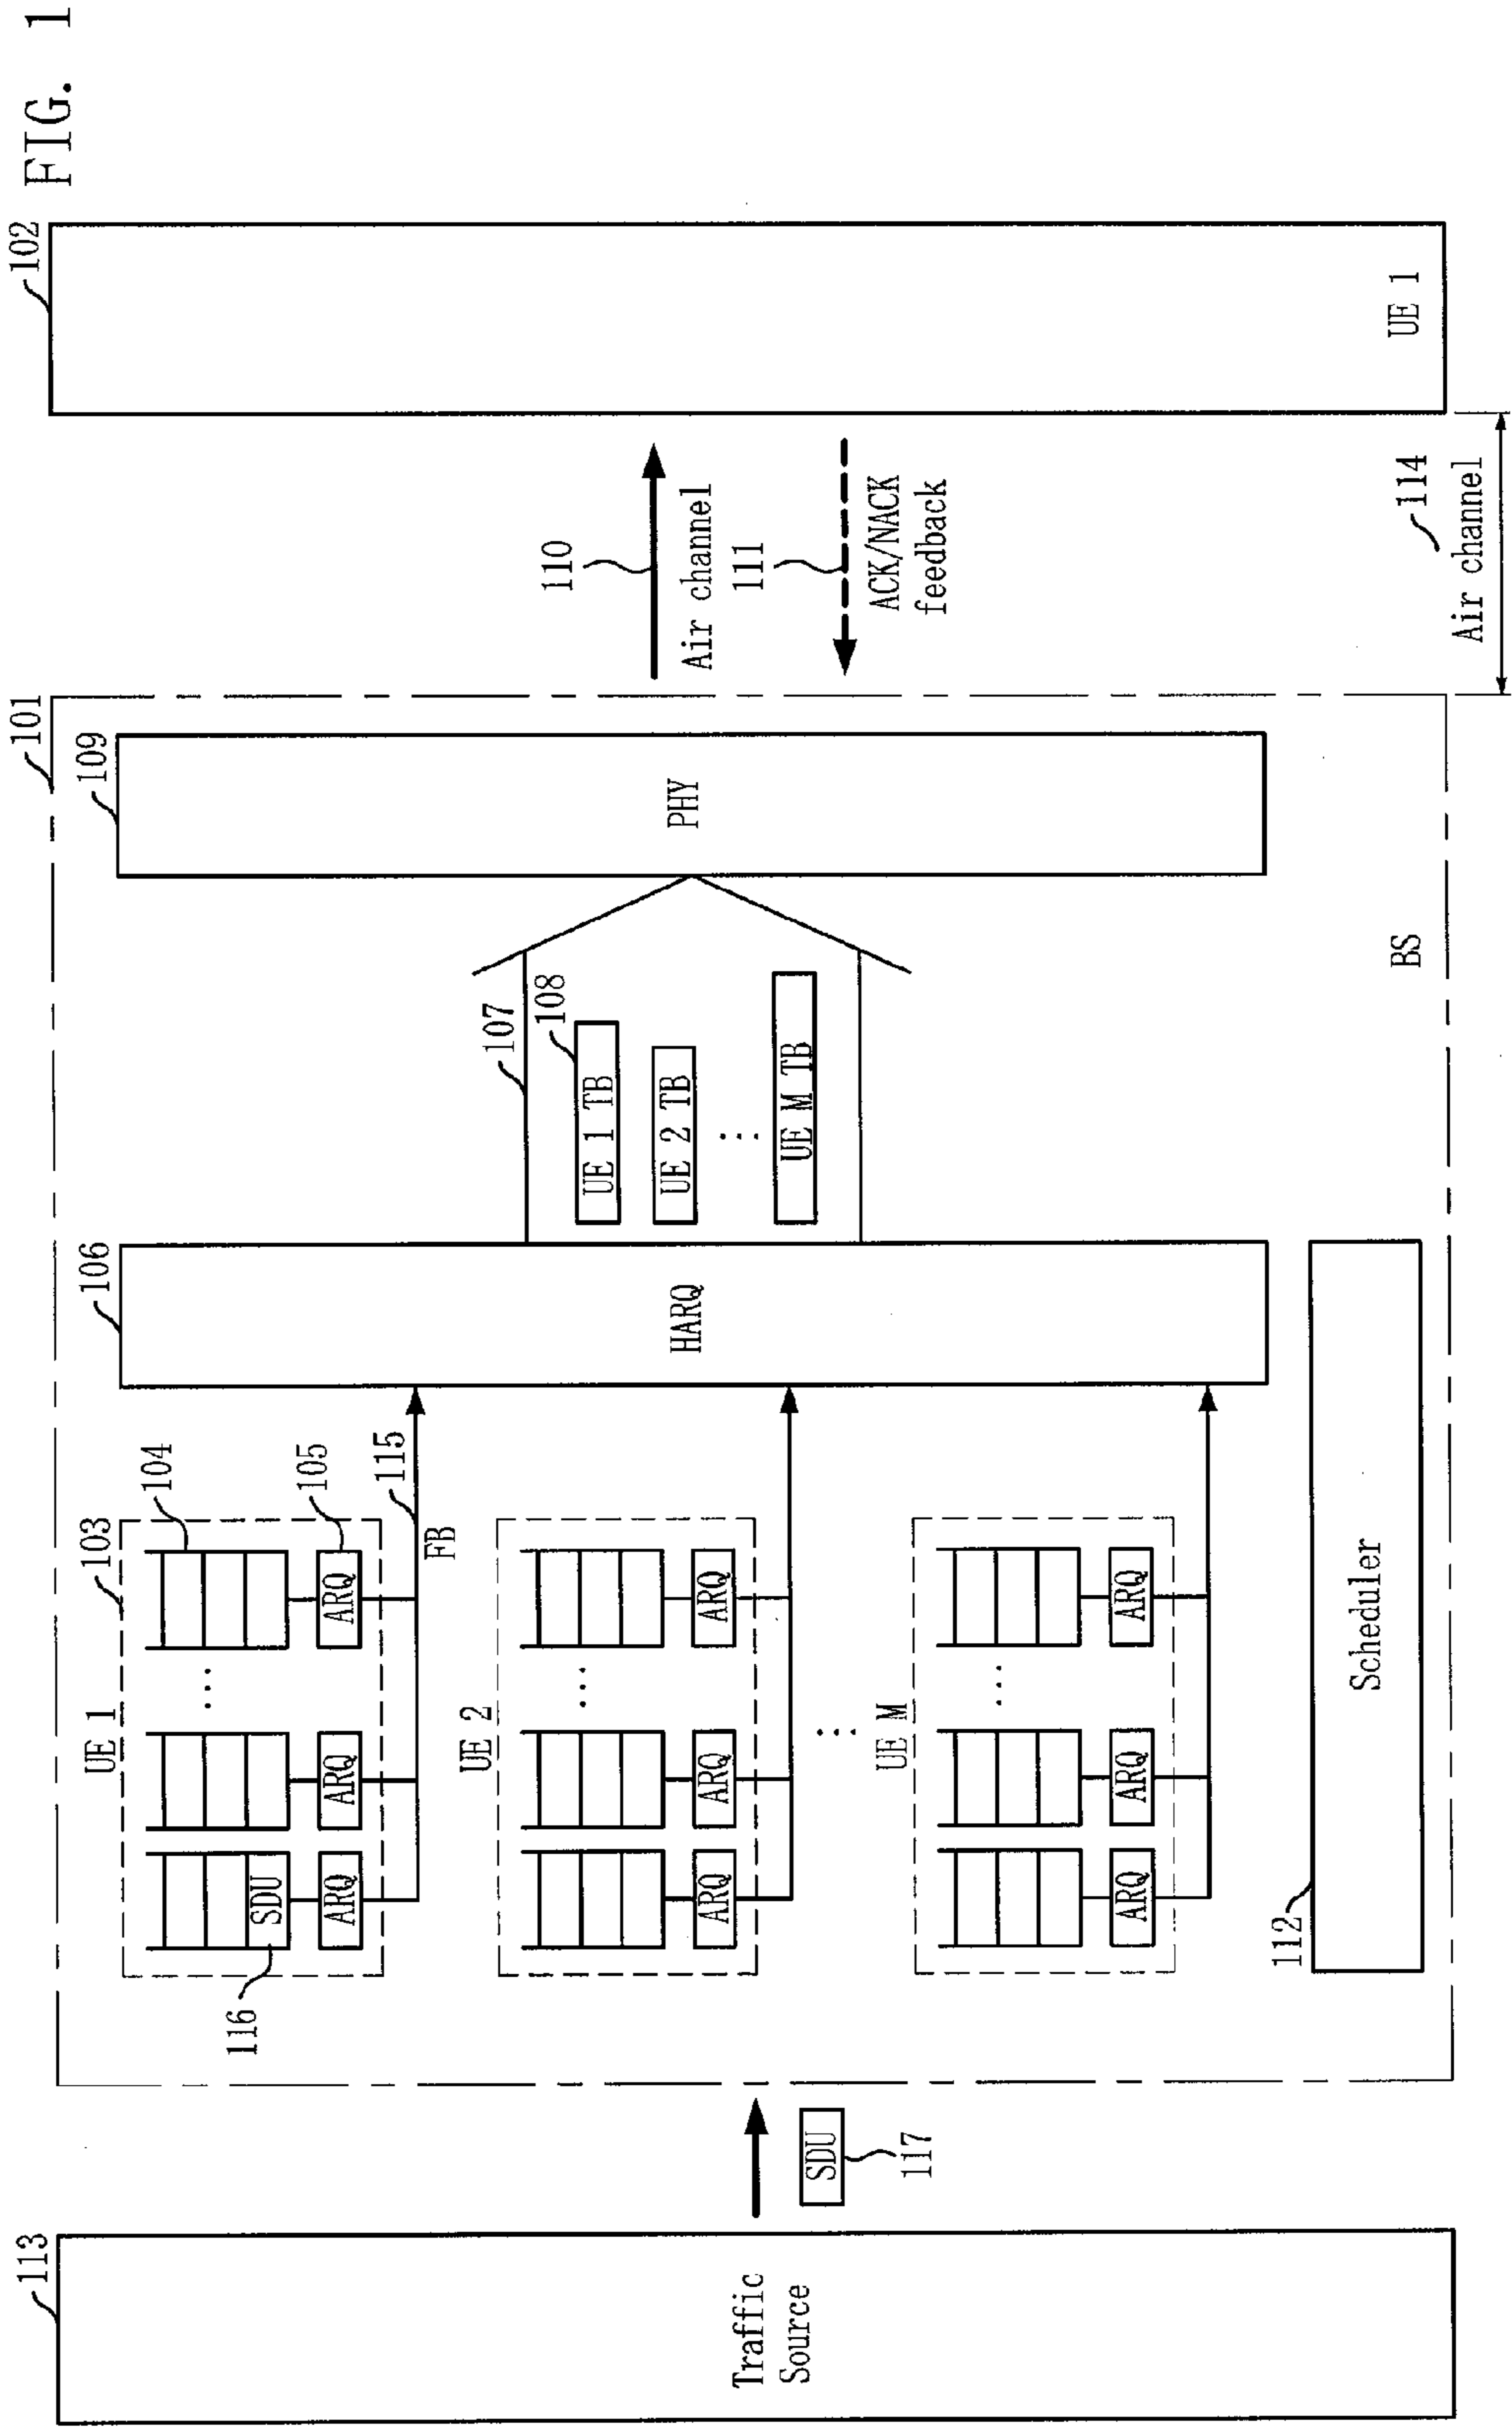 FIG. 1
113
Traffic
Source
SDU
117
101
BS
103
UE 1
104
116
SDU
ARQ
ARQ
ARQ
105
115
FB
UE 2
ARQ
ARQ
ARQ
⋮
UE M
ARQ
ARQ
ARQ
112
Scheduler
106
HARQ
107
108
UE 1 TB
UE 2 TB
⋮
UE M TB
109
PHY
110
Air channel
111
ACK/NACK
feedback
114
Air channel
102
UE 1